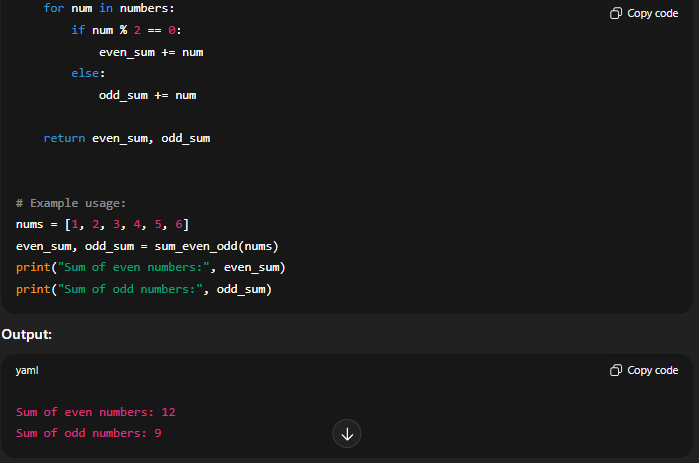 for num in numbers:
Copy code
if num % 2 == 0:
even_sum += num
else:
odd_sum += num
return even_sum, odd_sum
# Example usage:
nums = [1, 2, 3, 4, 5, 6]
even_sum, odd_sum = sum_even_odd(nums)
print("Sum of even numbers:", even_sum)
print("Sum of odd numbers:", odd_sum)
Output:
yaml
Copy code
Sum of even numbers: 12
Sum of odd numbers: 9